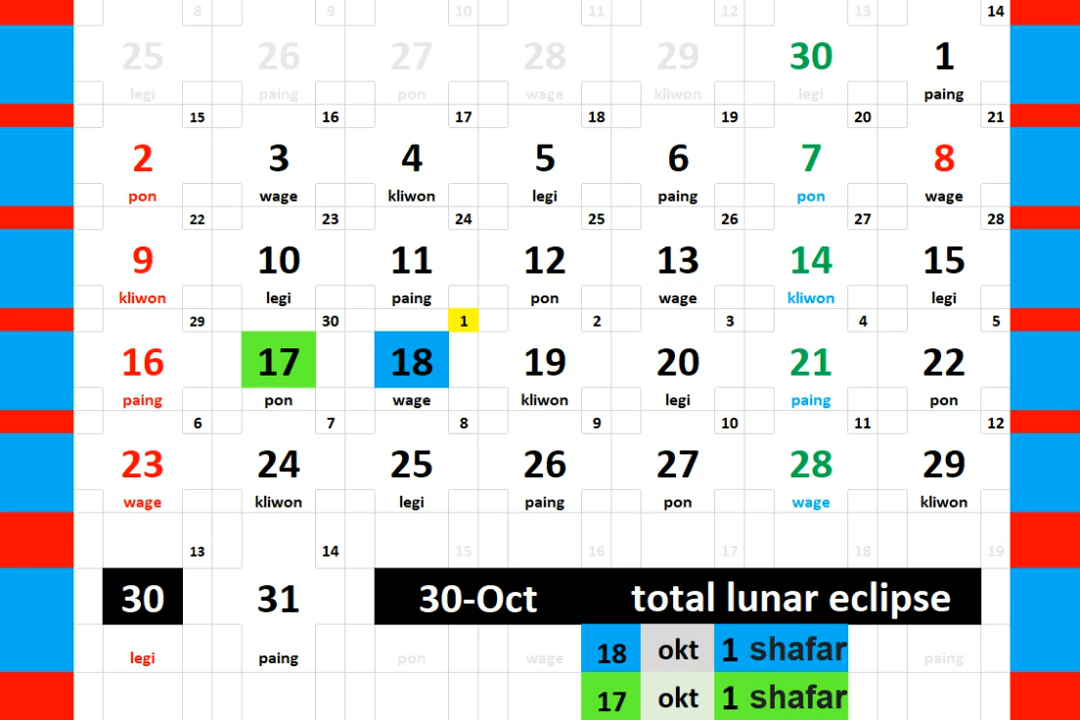 8 9 10 11 12 13 14
25 26 27 28 29 30 1
legi paing pon wage kliwon legi paing
15 16 17 18 19 20 21
2 3 4 5 6 7 8
pon wage kliwon legi paing pon wage
22 23 24 25 26 27 28
9 10 11 12 13 14 15
kliwon legi paing pon wage kliwon legi
29 30 1 2 3 4 5
16 17 18 19 20 21 22
paing pon wage kliwon legi paing pon
6 7 8 9 10 11 12
23 24 25 26 27 28 29
wage kliwon legi paing pon wage kliwon
13 14 15 16 17 18 19
30 31 30-Oct total lunar eclipse
legi paing pon wage 18 okt 1 shafar paing
17 okt 1 shafar